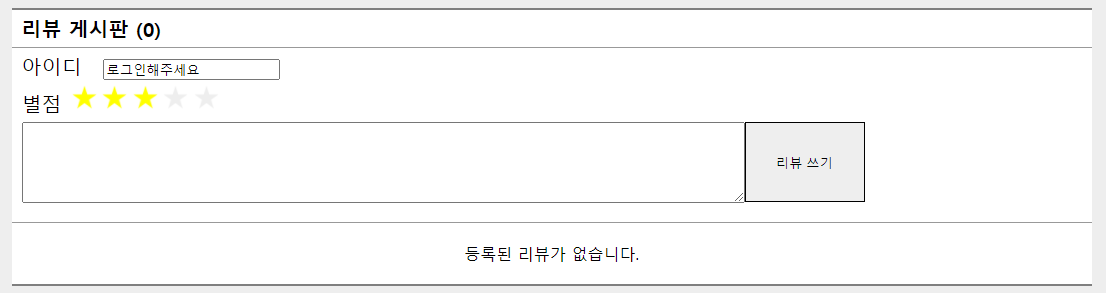 리뷰 게시판 (0)
아이디 로그인해주세요
별점 ★★★★★
리뷰 쓰기
등록된 리뷰가 없습니다.